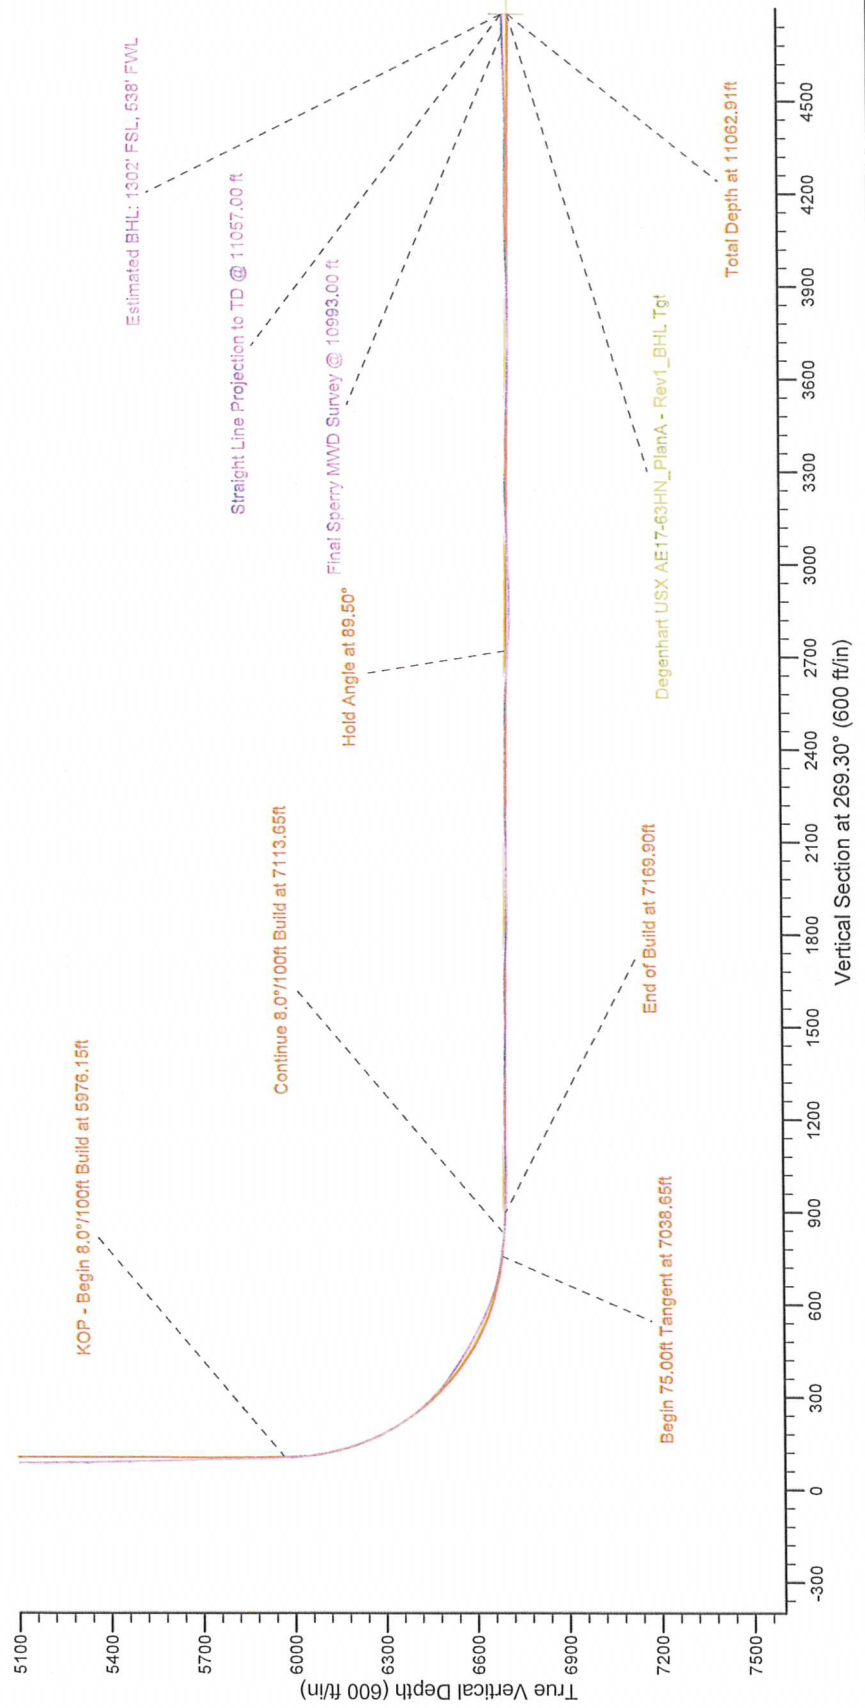 Estimated BHL: 1302' FSL, 538' FWL
Straight Line Projection to TD @ 11057.00 ft
Final Sperry MWD Survey @ 10993.00 ft
Hold Angle at 89.50°
KOP - Begin 8.0°/100ft Build at 5976.15ft
Continue 8.0°/100ft Build at 7113.65ft
Begin 75.00ft Tangent at 7038.65ft
End of Build at 7169.90ft
Degenhart USX AE17-63HN_PlanA - Rev1_BHL Tgt
Total Depth at 11062.91ft
5100
5400
5700
6000
6300
6600
6900
7200
7500
True Vertical Depth (600 ft/in)
-300
0
300
600
900
1200
1500
1800
2100
2400
2700
3000
3300
3600
3900
4200
4500
Vertical Section at 269.30° (600 ft/in)